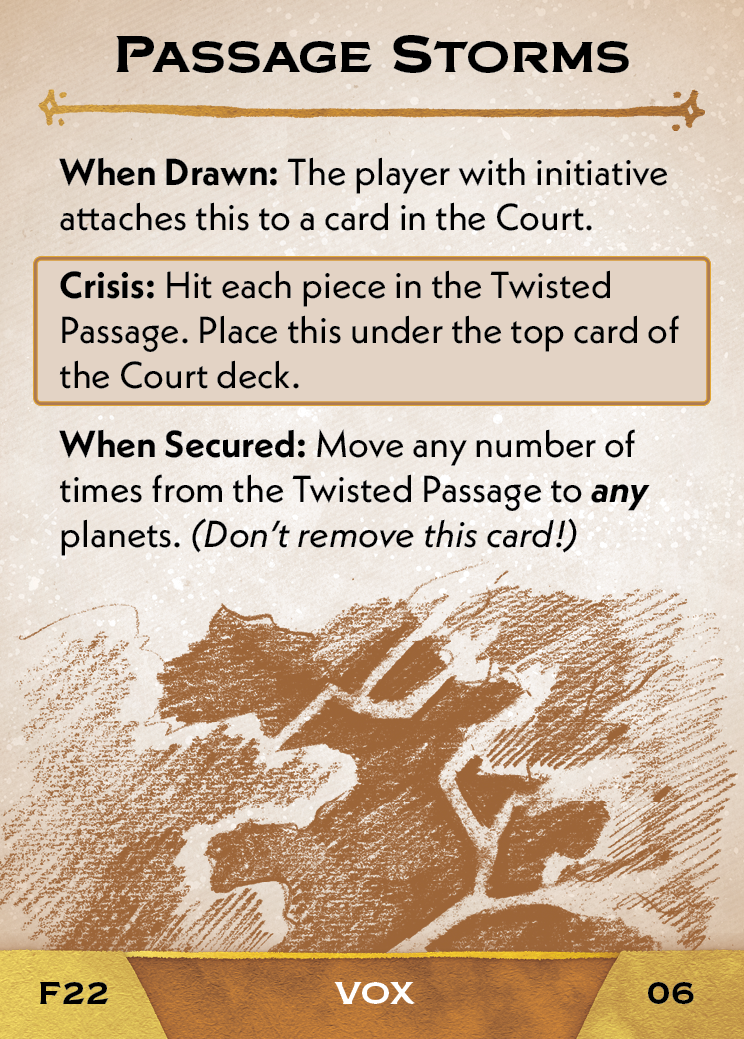 Passage Storms
When Drawn: The player with initiative
attaches this to a card in the Court.
Crisis: Hit each piece in the Twisted
Passage. Place this under the top card of
the Court deck.
When Secured: Move any number of
times from the Twisted Passage to any
planets. (Don't remove this card!)
F22 VOX 06